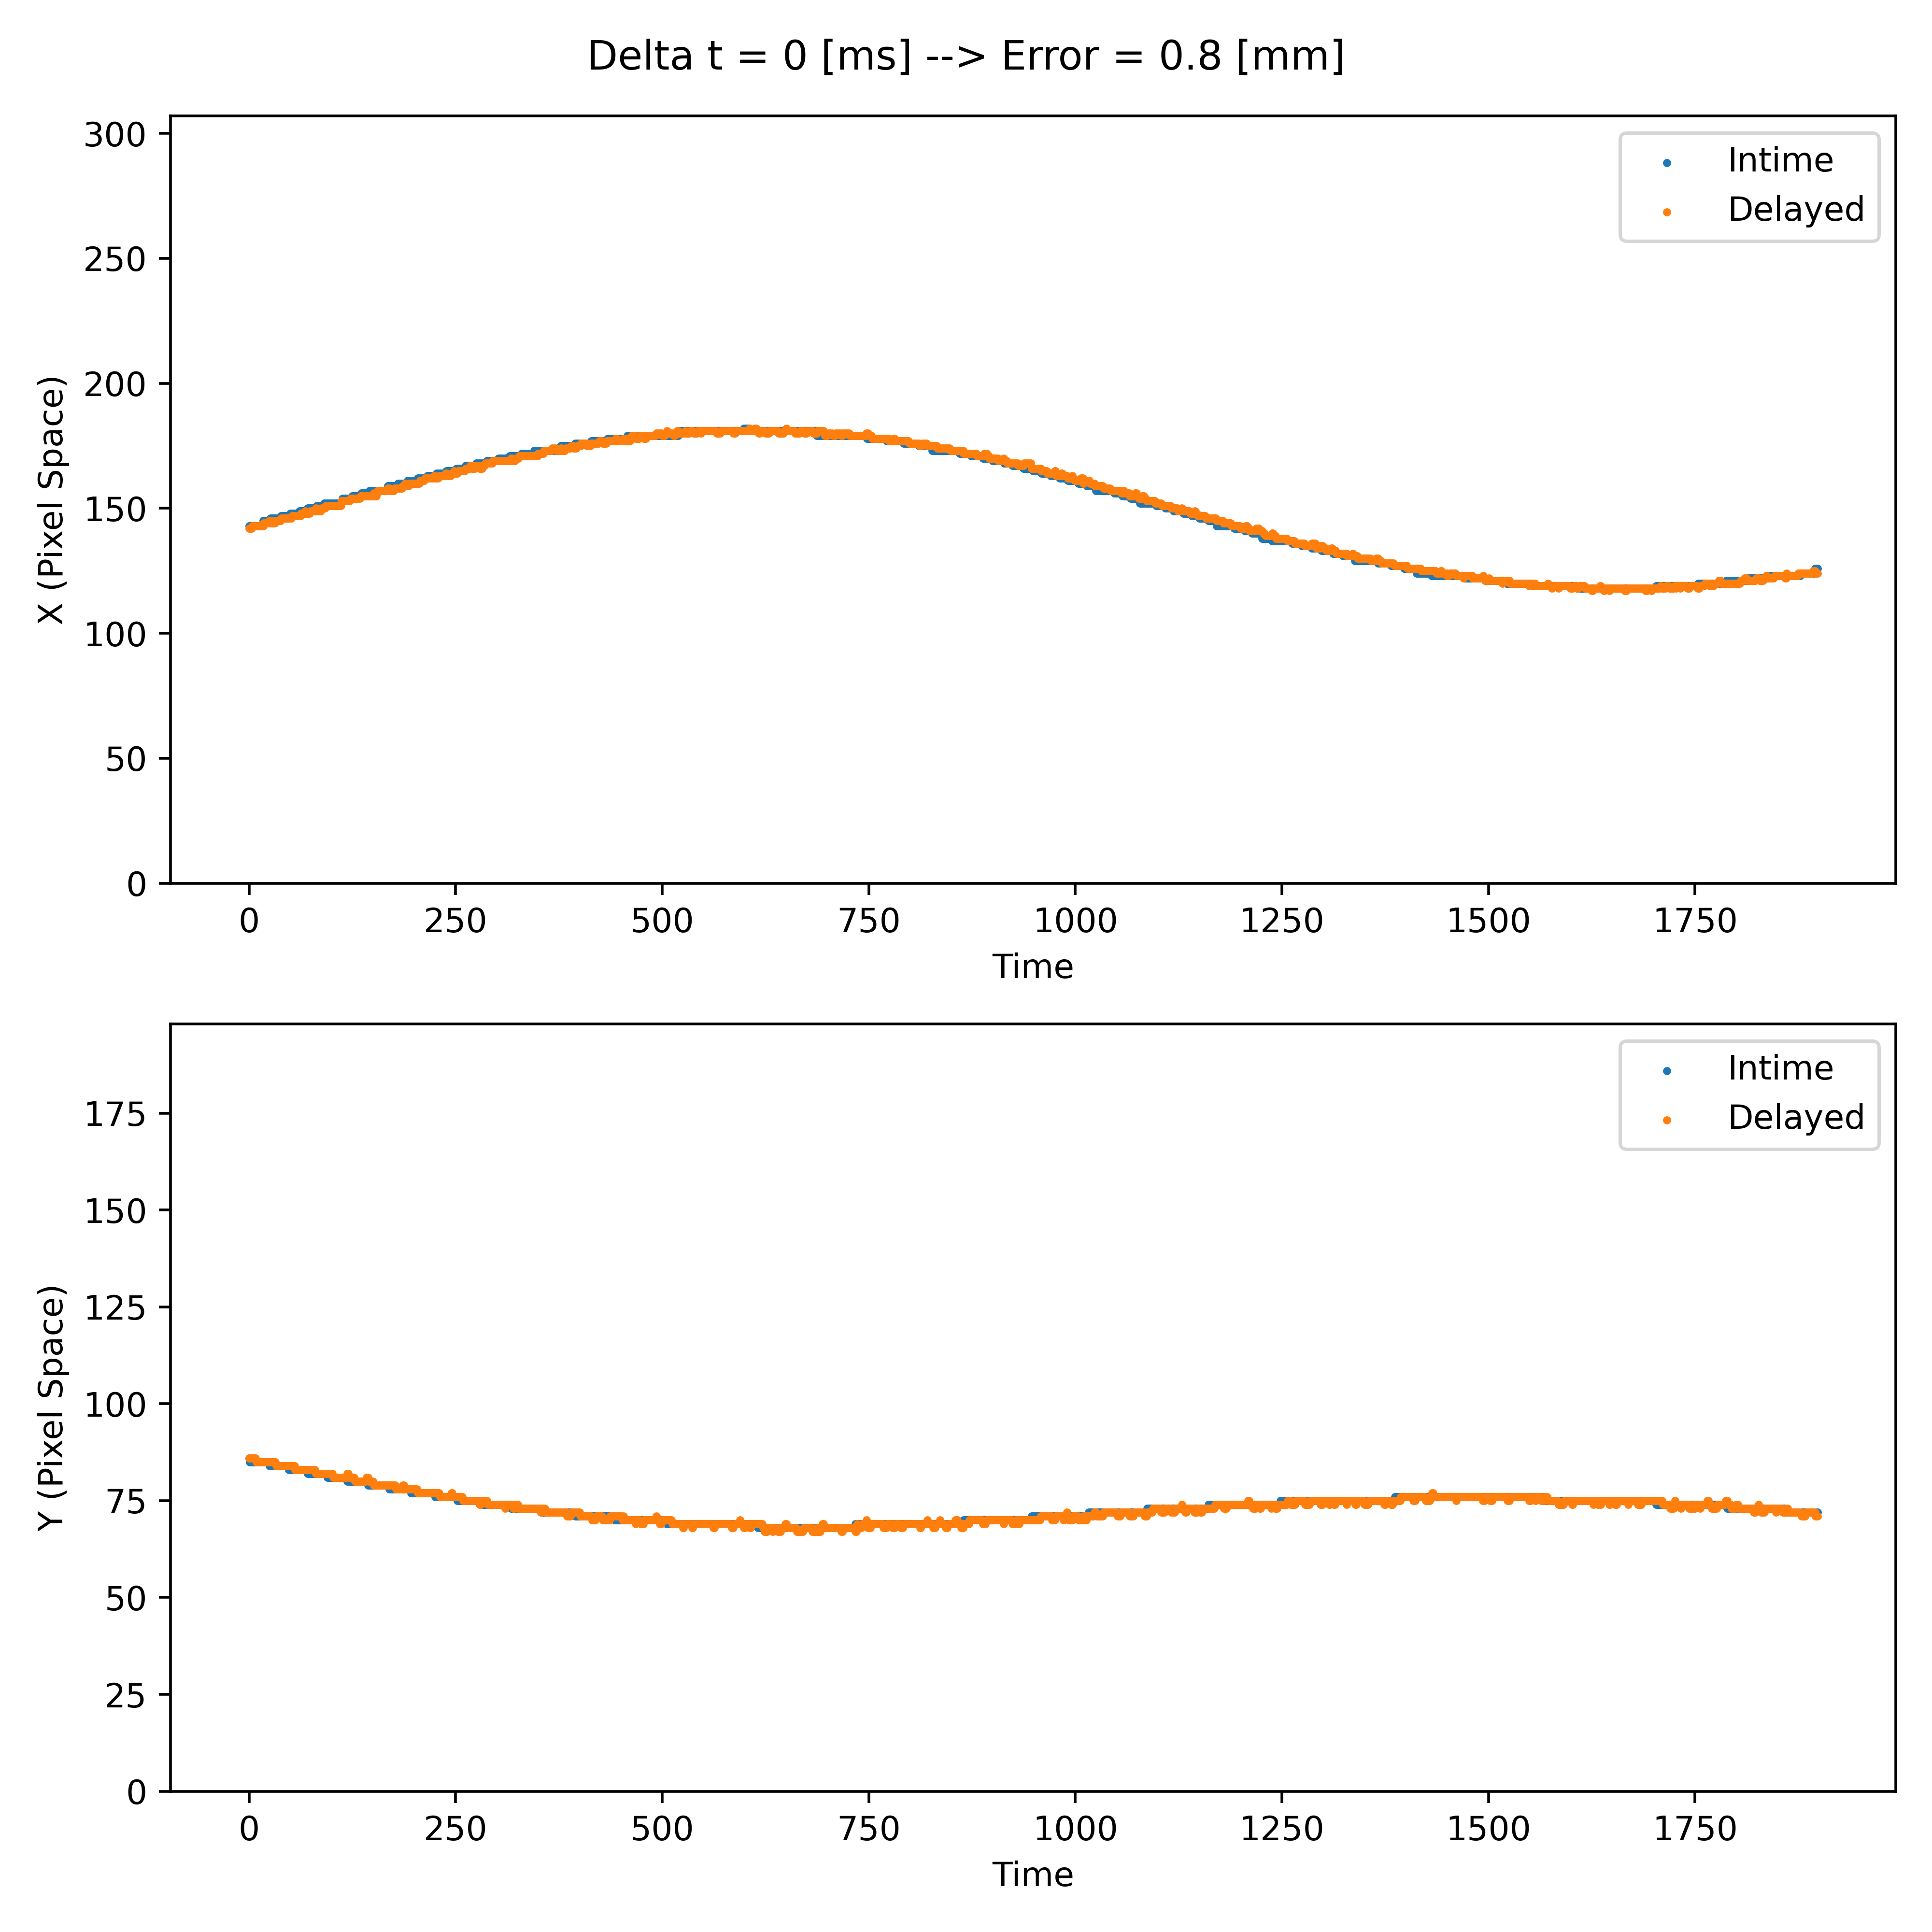 Delta t = 0 [ms] --> Error = 0.8 [mm]
300
250
200
150
100
50
0
X (Pixel Space)
Intime
Delayed
0 250 500 750 1000 1250 1500 1750
Time
175
150
125
100
75
50
25
0
Y (Pixel Space)
Intime
Delayed
0 250 500 750 1000 1250 1500 1750
Time